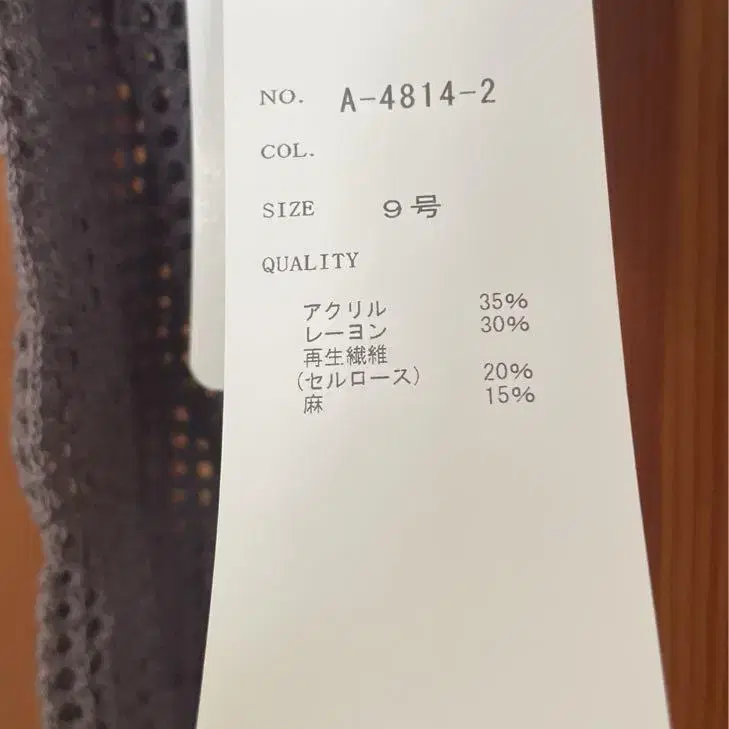 NO. A-4814-2
COL.
SIZE 9号
QUALITY
アクリル 35%
レーヨン 30%
再生繊維
(セルロース) 20%
麻 15%